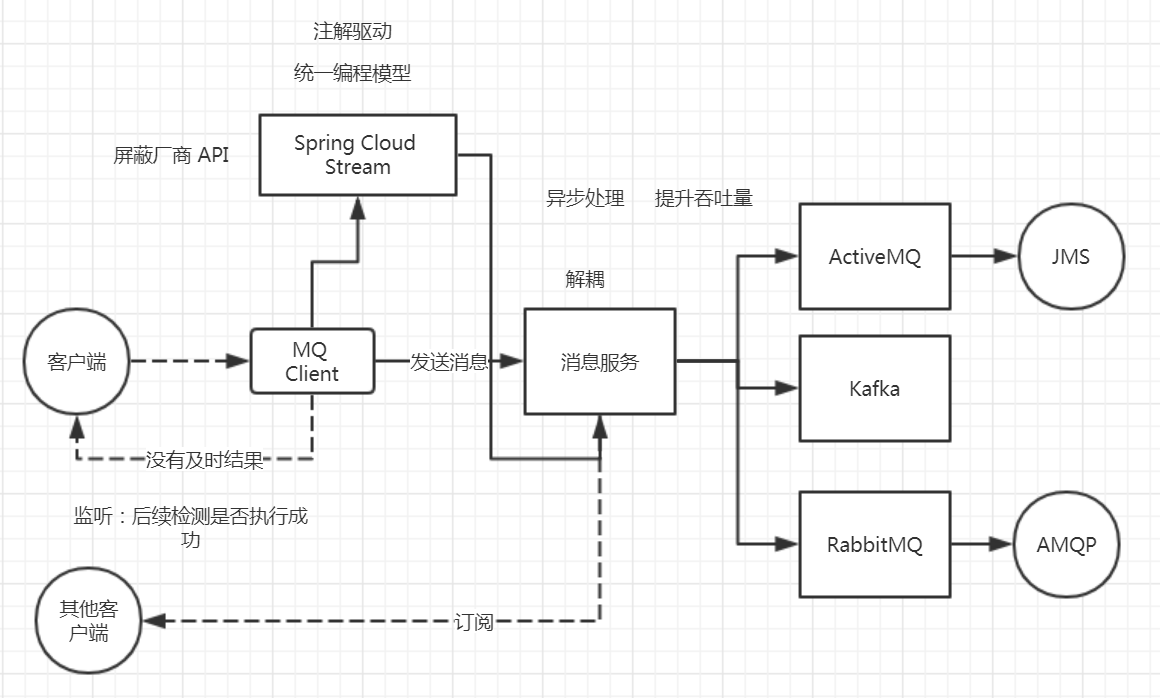 注解驱动
统一编程模型
Spring Cloud
Stream
屏蔽厂商 API
异步处理
提升吞吐量
解耦
ActiveMQ
JMS
客户端
MQ
Client
发送消息
消息服务
Kafka
没有及时结果
监听：后续检测是否执行成
功
RabbitMQ
AMQP
其他客
户端
订阅